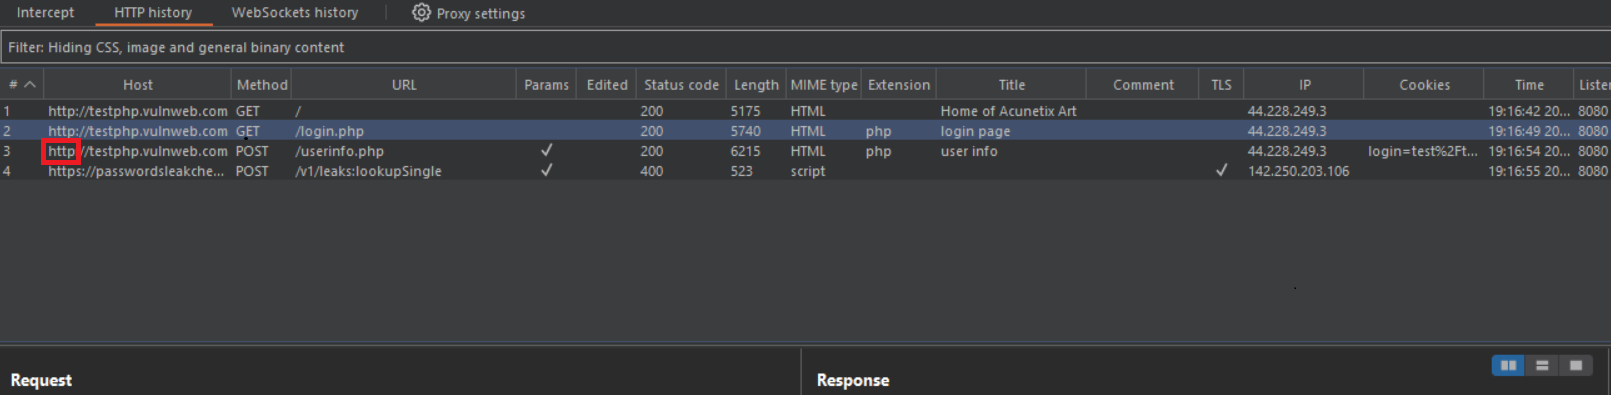 Intercept HTTP history WebSockets history Proxy settings
Filter: Hiding CSS, image and general binary content
# Host Method URL Params Edited Status code Length MIME type Extension Title Comment TLS IP Cookies Time Listen
1 http://testphp.vulnweb.com GET / 200 5175 HTML Home of Acunetix Art 44.228.249.3 19:16:42 20... 8080
2 http://testphp.vulnweb.com GET /login.php 200 5740 HTML php login page 44.228.249.3 19:16:49 20... 8080
3 http://testphp.vulnweb.com POST /userinfo.php ✓ 200 6215 HTML php user info 44.228.249.3 login=test%2Ft... 19:16:54 20... 8080
4 https://passwordsleakche... POST /v1/leaks:lookupSingle ✓ 400 523 script ✓ 142.250.203.106 19:16:55 20... 8080
Request Response